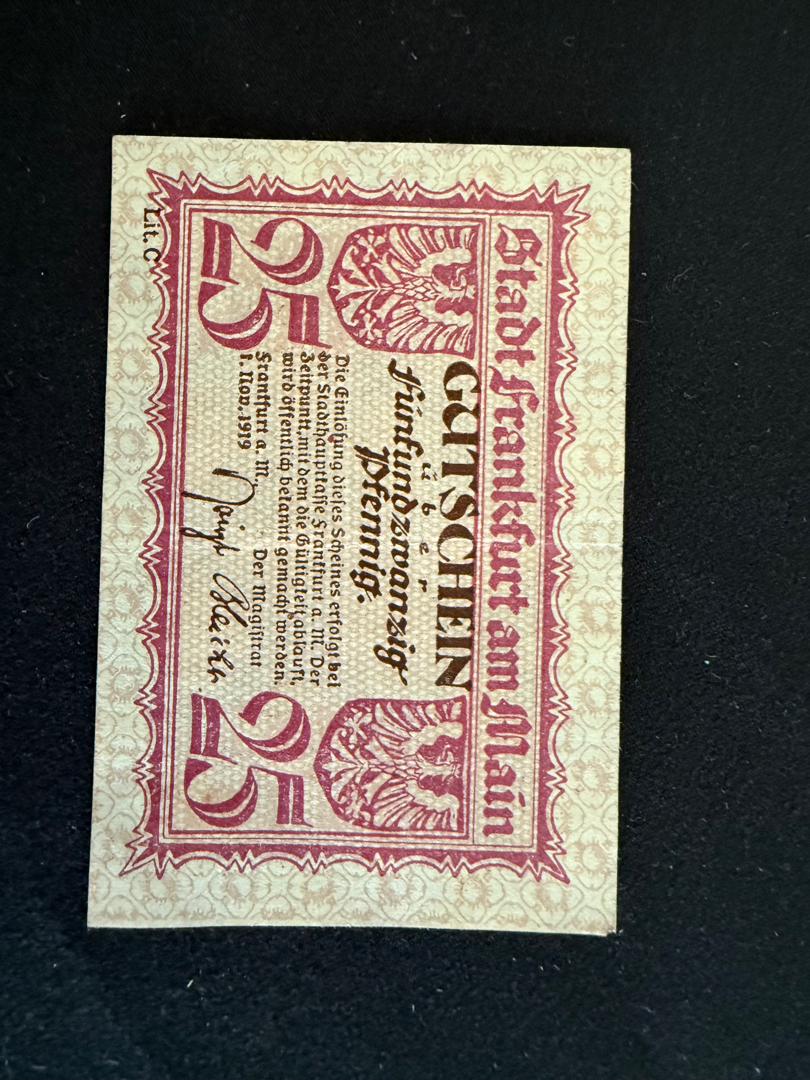 Stadt Frankfurt am Main
GUTSCHEIN
über
Fünfundzwanzig
Pfennig.
25
25
Die Einlösung dieses Scheines erfolgt bei
der Stadthauptkasse Frankfurt a. M. Der
Zeitpunkt, mit dem die Gültigkeit abläuft,
wird öffentlich bekannt gemacht werden.
Frankfurt a. M.,
1. Nov. 1919
Der Magistrat
Lit. C